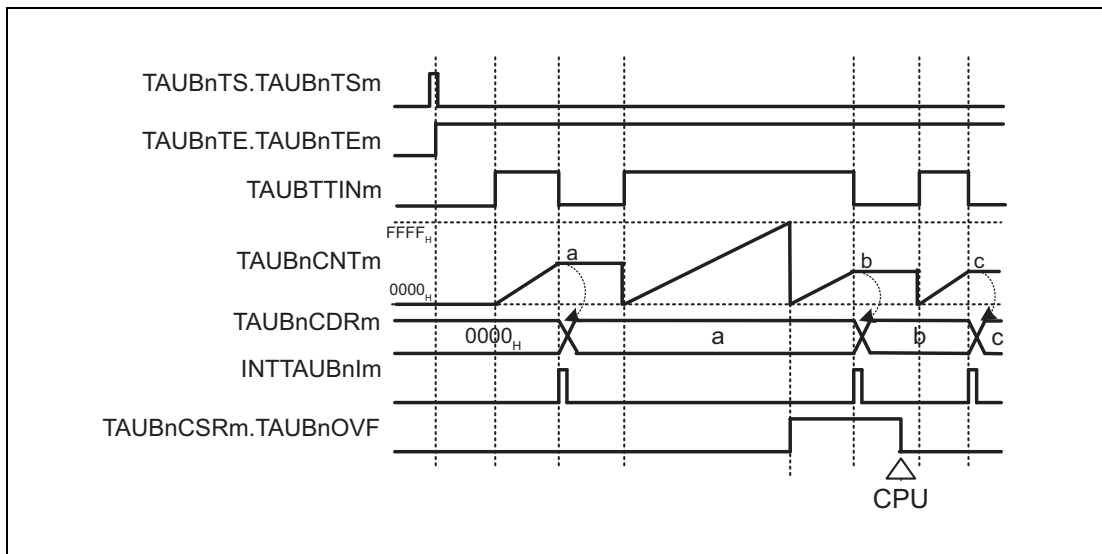 TAUBnTS.TAUBnTSm
TAUBnTE.TAUBnTEm
TAUBTTINm
FFFFH
TAUBnCNTm
a
b
c
0000H
TAUBnCDRm
0000H
a
b
c
INTTAUBnIm
TAUBnCSRm.TAUBnOVF
CPU